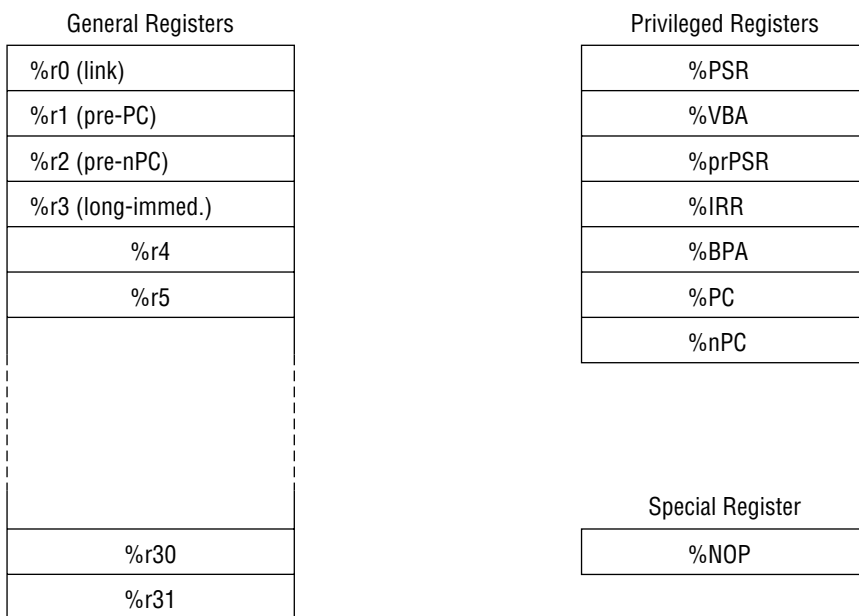 General Registers
%r0 (link)
%r1 (pre-PC)
%r2 (pre-nPC)
%r3 (long-immed.)
%r4
%r5
%r30
%r31
Privileged Registers
%PSR
%VBA
%prPSR
%IRR
%BPA
%PC
%nPC
Special Register
%NOP